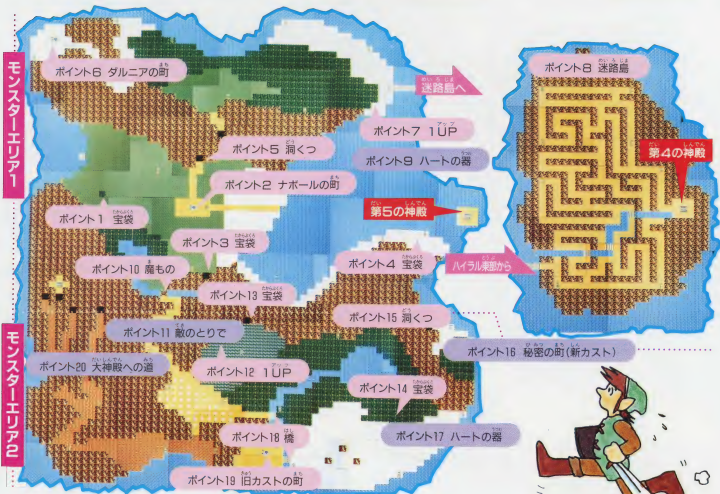 モンスターエリア1
ポイント6 ダルニアの町
迷路島へ
ポイント8 迷路島
ポイント7 1UP
ポイント5 洞くつ
ポイント9 ハートの器
第4の神殿
ポイント2 ナボールの町
ポイント1 宝袋
第5の神殿
ポイント3 宝袋
ポイント4 宝袋
ハイラル東部から
ポイント10 魔もの
ポイント13 宝袋
ポイント15 洞くつ
モンスターエリア2
ポイント11 敵のとりで
ポイント16 秘密の町(新カスト)
ポイント20 大神殿への道
ポイント12 1UP
ポイント14 宝袋
ポイント18 橋
ポイント17 ハートの器
ポイント19 旧カストの町